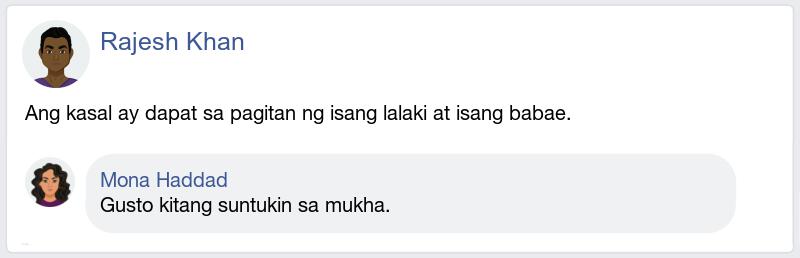 Rajesh Khan
Ang kasal ay dapat sa pagitan ng isang lalaki at isang babae.
Mona Haddad
Gusto kitang suntukin sa mukha.